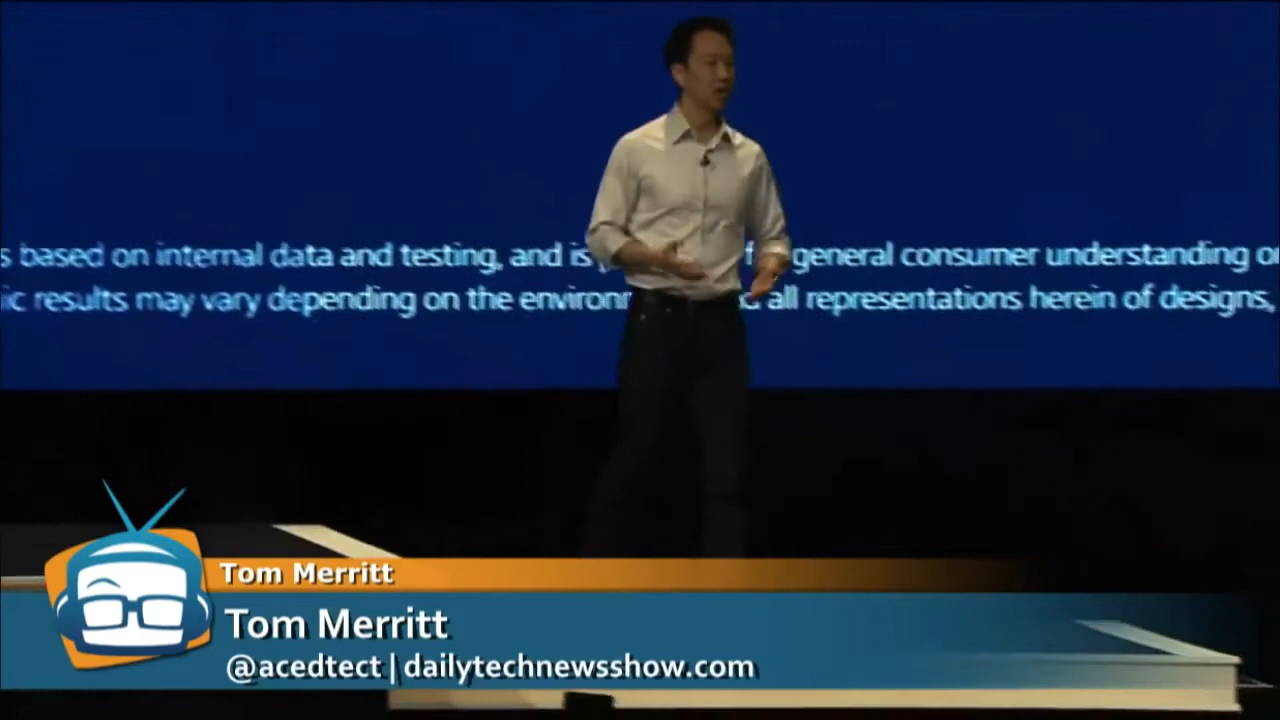 s based on internal data and testing, and is f general consumer understanding o
ic results may vary depending on the all representations herein of designs,
Tom Merritt
Tom Merritt
@acedtect | dailytechnewsshow.com